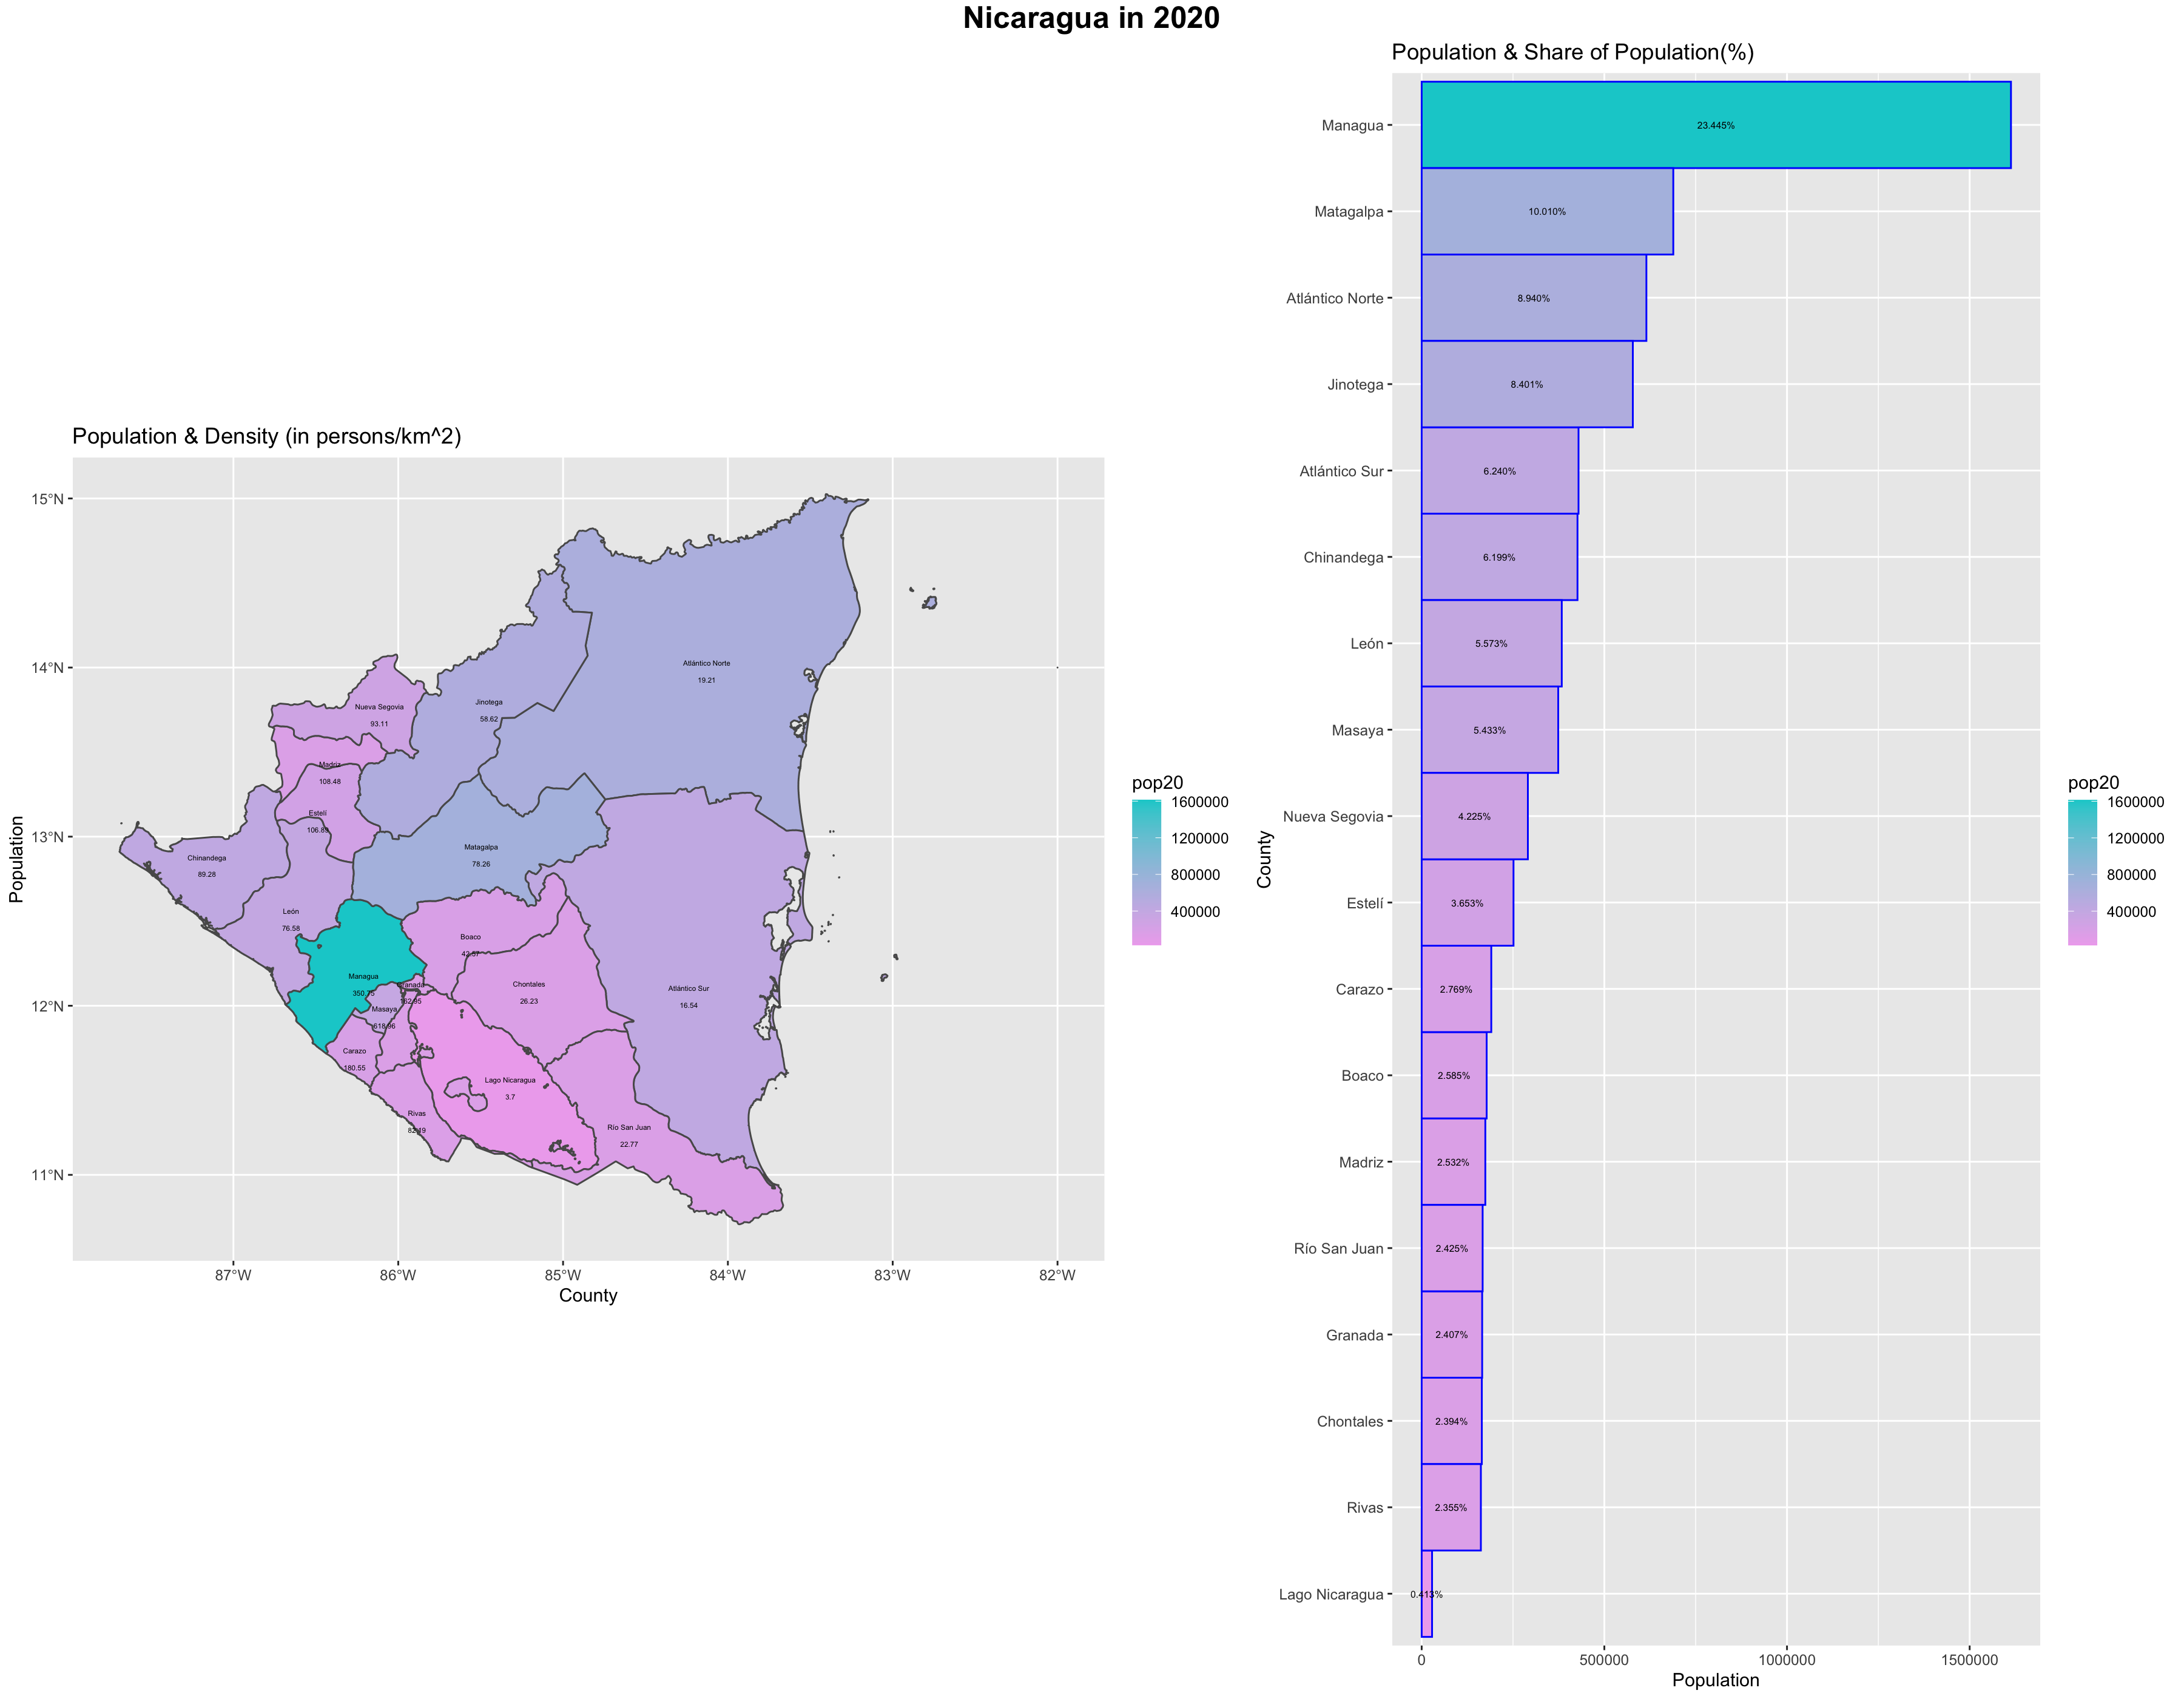 Nicaragua in 2020
Population & Density (in persons/km^2)
Population
15°N
14°N
13°N
12°N
11°N
Atlántico Norte
19.21
Nueva Segovia
93.11
Jinotega
58.62
Madriz
108.48
Estelí
106.89
Chinandega
89.28
Matagalpa
78.26
León
76.58
Boaco
42.57
Managua
350.75
Granada
162.95
Chontales
26.23
Atlántico Sur
16.54
Masaya
618.96
Carazo
180.55
Lago Nicaragua
3.7
Rivas
82.49
Río San Juan
22.77
87°W 86°W 85°W 84°W 83°W 82°W
County
pop20
1600000
1200000
800000
400000
Population & Share of Population(%)
County
Managua 23.445%
Matagalpa 10.010%
Atlántico Norte 8.940%
Jinotega 8.401%
Atlántico Sur 6.240%
Chinandega 6.199%
León 5.573%
Masaya 5.433%
Nueva Segovia 4.225%
Estelí 3.653%
Carazo 2.769%
Boaco 2.585%
Madriz 2.532%
Río San Juan 2.425%
Granada 2.407%
Chontales 2.394%
Rivas 2.355%
Lago Nicaragua 0.413%
0 500000 1000000 1500000
Population
pop20
1600000
1200000
800000
400000